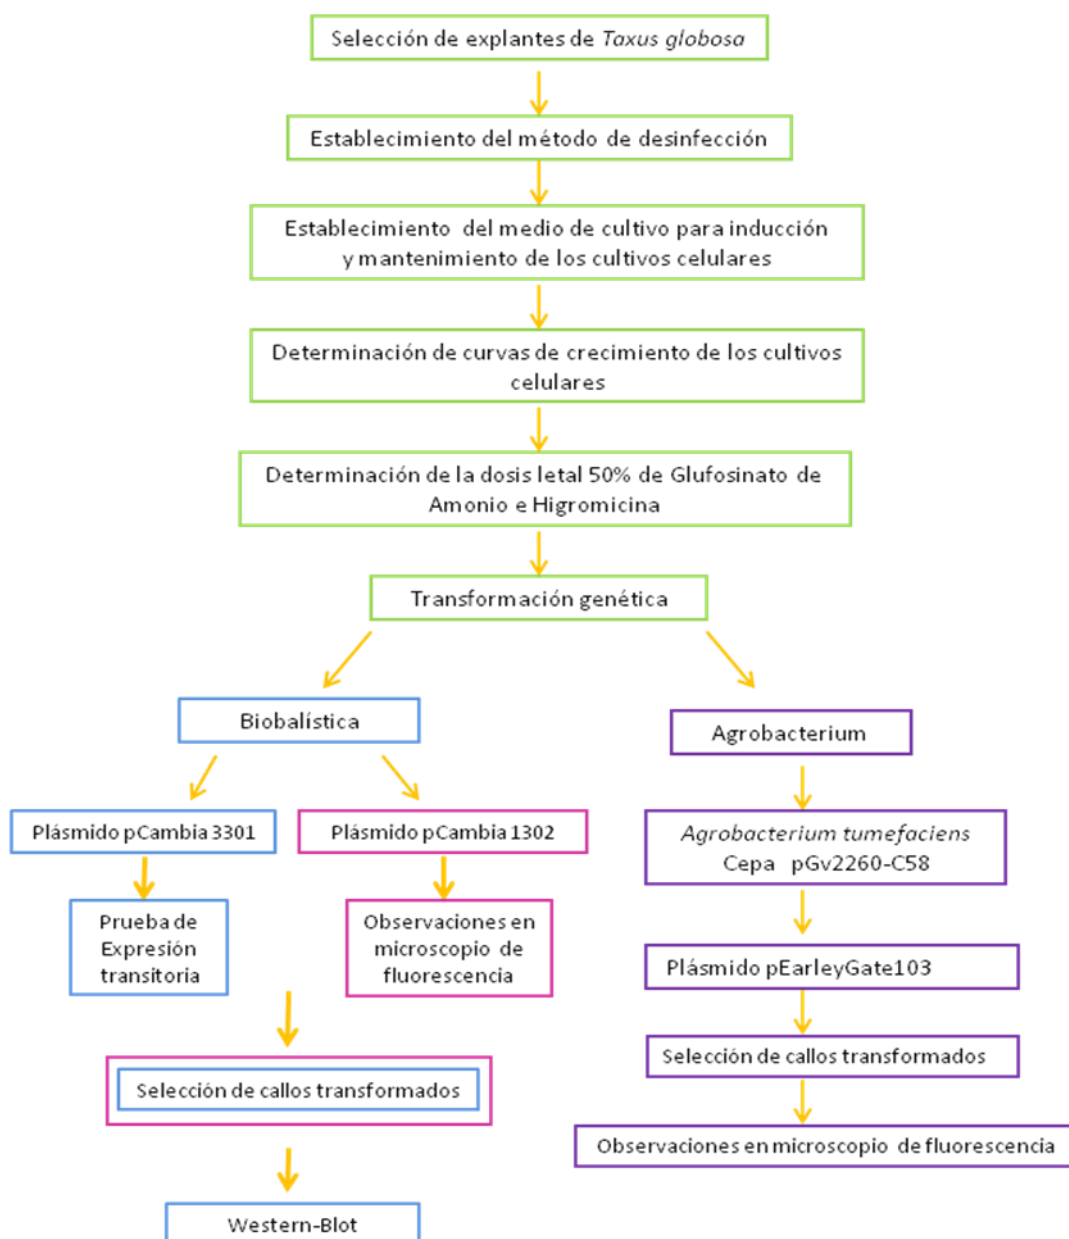 Selección de explantes de Taxus globosa
Establecimiento del método de desinfección
Establecimiento del medio de cultivo para inducción
y mantenimiento de los cultivos celulares
Determinación de curvas de crecimiento de los cultivos
celulares
Determinación de la dosis letal 50% de Glufosinato de
Amonio e Higromicina
Transformación genética
Biobalística
Agrobacterium
Plásmido pCambia 3301
Plásmido pCambia 1302
Agrobacterium tumefaciens
Cepa pGv2260-C58
Prueba de
Expresión
transitoria
Observaciones en
microscopio de
fluorescencia
Plásmido pEarleyGate103
Selección de callos transformados
Selección de callos transformados
Observaciones en microscopio de fluorescencia
Western-Blot